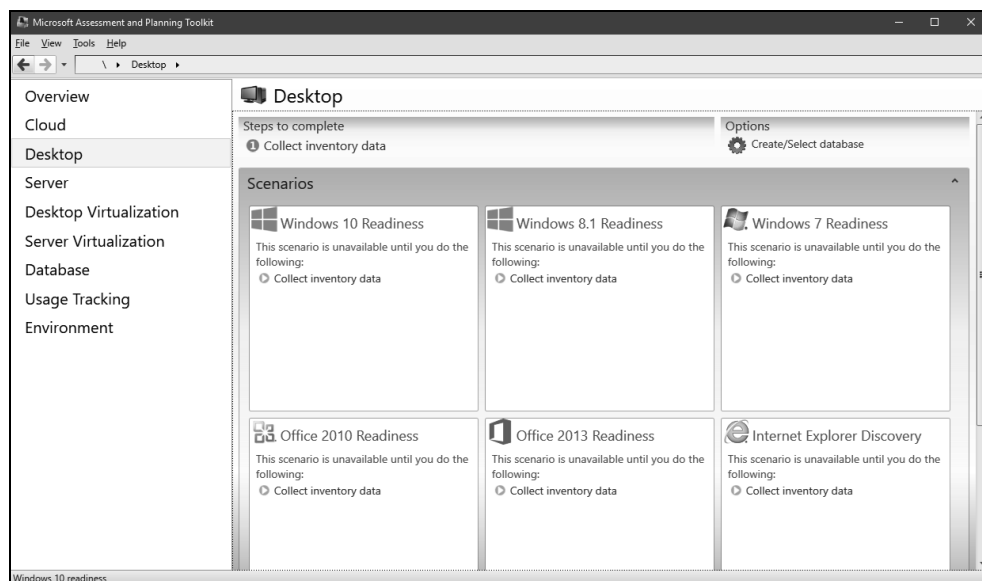 Microsoft Assessment and Planning Toolkit
File View Tools Help
\ Desktop
Overview
Cloud
Desktop
Server
Desktop Virtualization
Server Virtualization
Database
Usage Tracking
Environment
Desktop
Steps to complete
1 Collect inventory data
Options
Create/Select database
Scenarios
Windows 10 Readiness
This scenario is unavailable until you do the
following:
Collect inventory data
Windows 8.1 Readiness
This scenario is unavailable until you do the
following:
Collect inventory data
Windows 7 Readiness
This scenario is unavailable until you do the
following:
Collect inventory data
Office 2010 Readiness
This scenario is unavailable until you do the
following:
Collect inventory data
Office 2013 Readiness
This scenario is unavailable until you do the
following:
Collect inventory data
Internet Explorer Discovery
This scenario is unavailable until you do the
following:
Collect inventory data
Windows 10 readiness